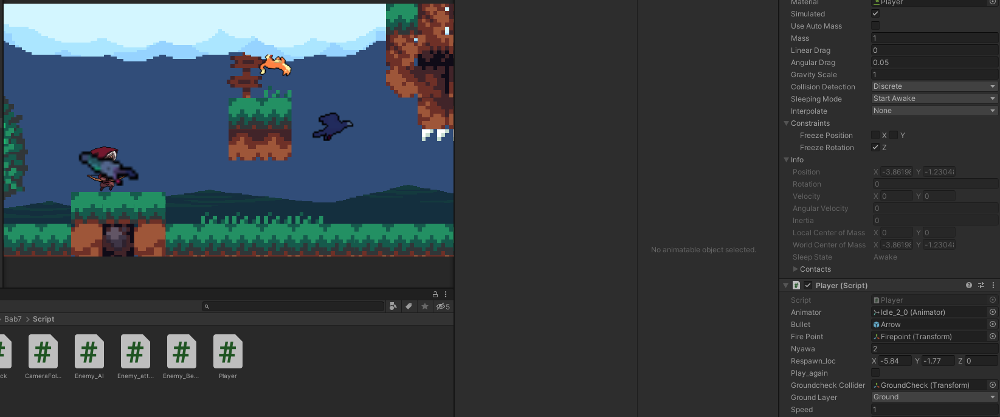 Material Player
Simulated
Use Auto Mass
Mass 1
Linear Drag 0
Angular Drag 0.05
Gravity Scale 1
Collision Detection Discrete
Sleeping Mode Start Awake
Interpolate None
Constraints
Freeze Position X Y
Freeze Rotation Z
Info
Position X -3.86198 Y -1.2304
Rotation 0
Velocity X 0 Y 0
Angular Velocity 0
Inertia 0
Local Center of Mass X 0 Y 0
World Center of Mass X -3.86198 Y -1.2304
Sleep State Awake
Contacts
Player (Script)
Script Player
Animator Idle_2_0 (Animator)
Bullet Arrow
Fire Point Firepoint (Transform)
Nyawa 2
Respawn_loc X -5.84 Y -1.77 Z 0
Play_again
Groundcheck Collider GroundCheck (Transform)
Ground Layer Ground
Speed 1
No animatable object selected.
5
Bab7 > Script
ck
CameraFol...
Enemy_AI
Enemy_att...
Enemy_Be...
Player